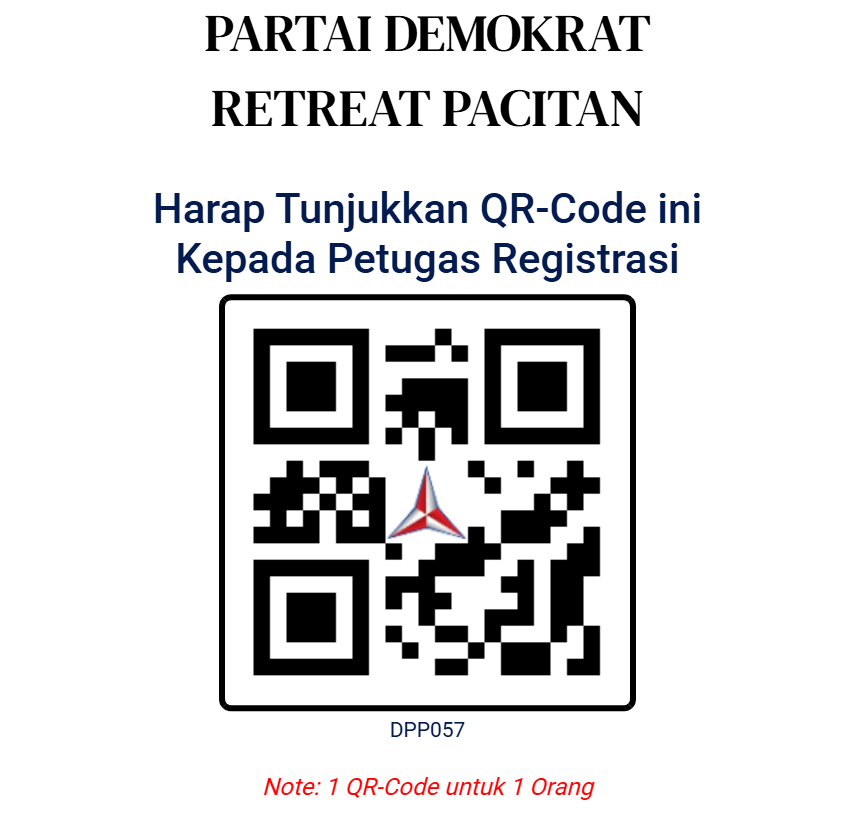 PARTAI DEMOKRAT
RETREAT PACITAN
Harap Tunjukkan QR-Code ini
Kepada Petugas Registrasi
DPP057
Note: 1 QR-Code untuk 1 Orang